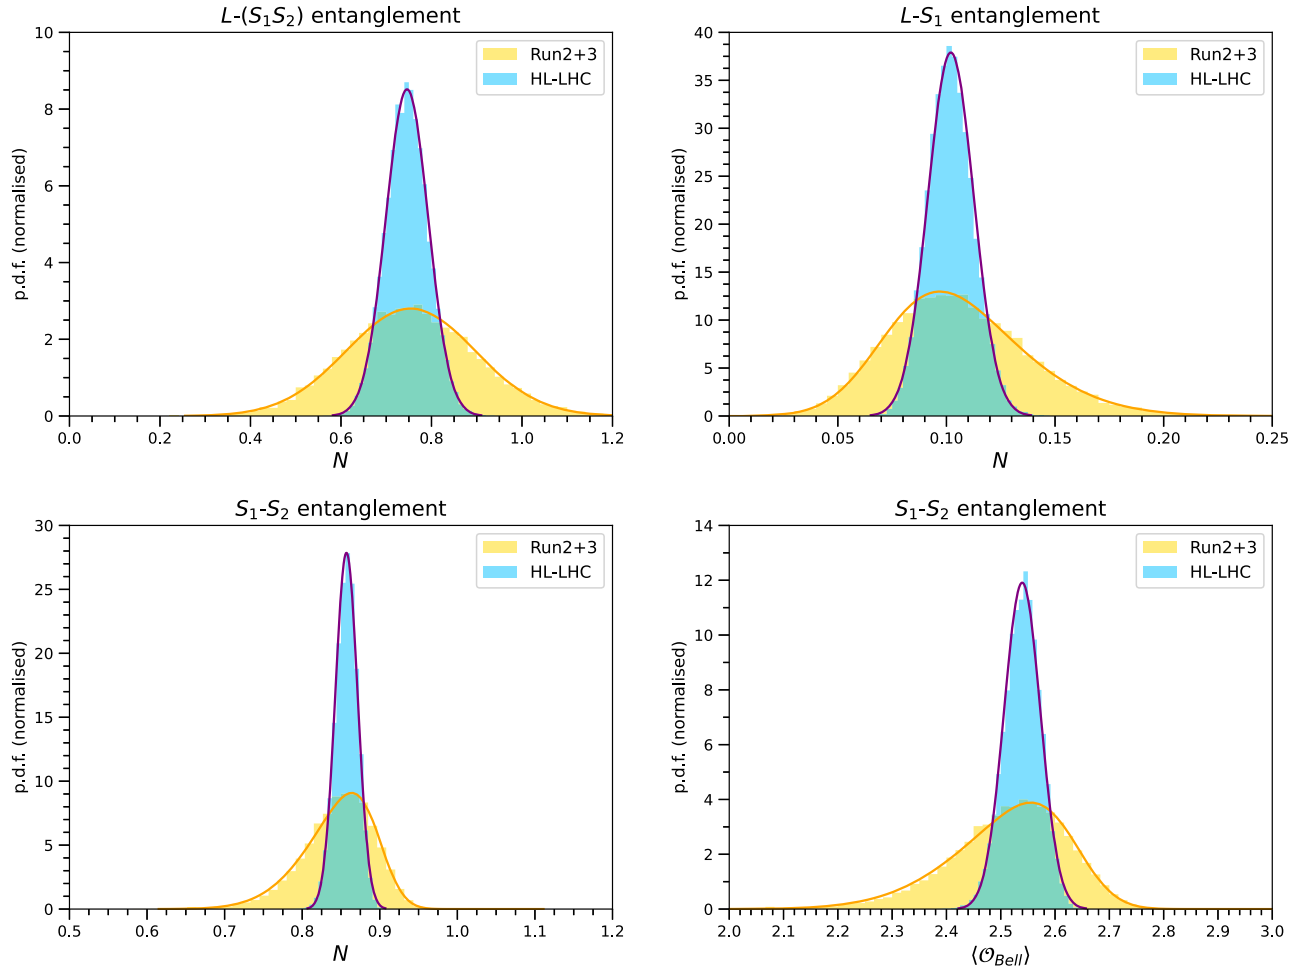 L-(S₁S₂) entanglement
p.d.f. (normalised)
10
8
6
4
2
0
Run2+3
HL-LHC
0.0 0.2 0.4 0.6 0.8 1.0 1.2
N
L-S₁ entanglement
p.d.f. (normalised)
40
35
30
25
20
15
10
5
0
Run2+3
HL-LHC
0.00 0.05 0.10 0.15 0.20 0.25
N
S₁-S₂ entanglement
p.d.f. (normalised)
30
25
20
15
10
5
0
Run2+3
HL-LHC
0.5 0.6 0.7 0.8 0.9 1.0 1.1 1.2
N
S₁-S₂ entanglement
p.d.f. (normalised)
14
12
10
8
6
4
2
0
Run2+3
HL-LHC
2.0 2.1 2.2 2.3 2.4 2.5 2.6 2.7 2.8 2.9 3.0
⟨𝒪_Bell⟩